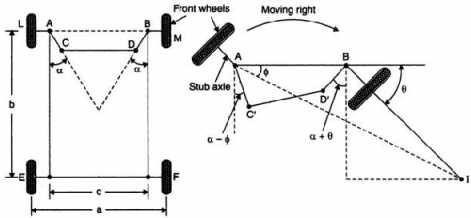 Front wheels
Moving right
L
A
B
M
C
D
α
α
b
E
F
c
a
A
B
ϕ
θ
Stub axle
D'
C'
α – ϕ
α + θ
I